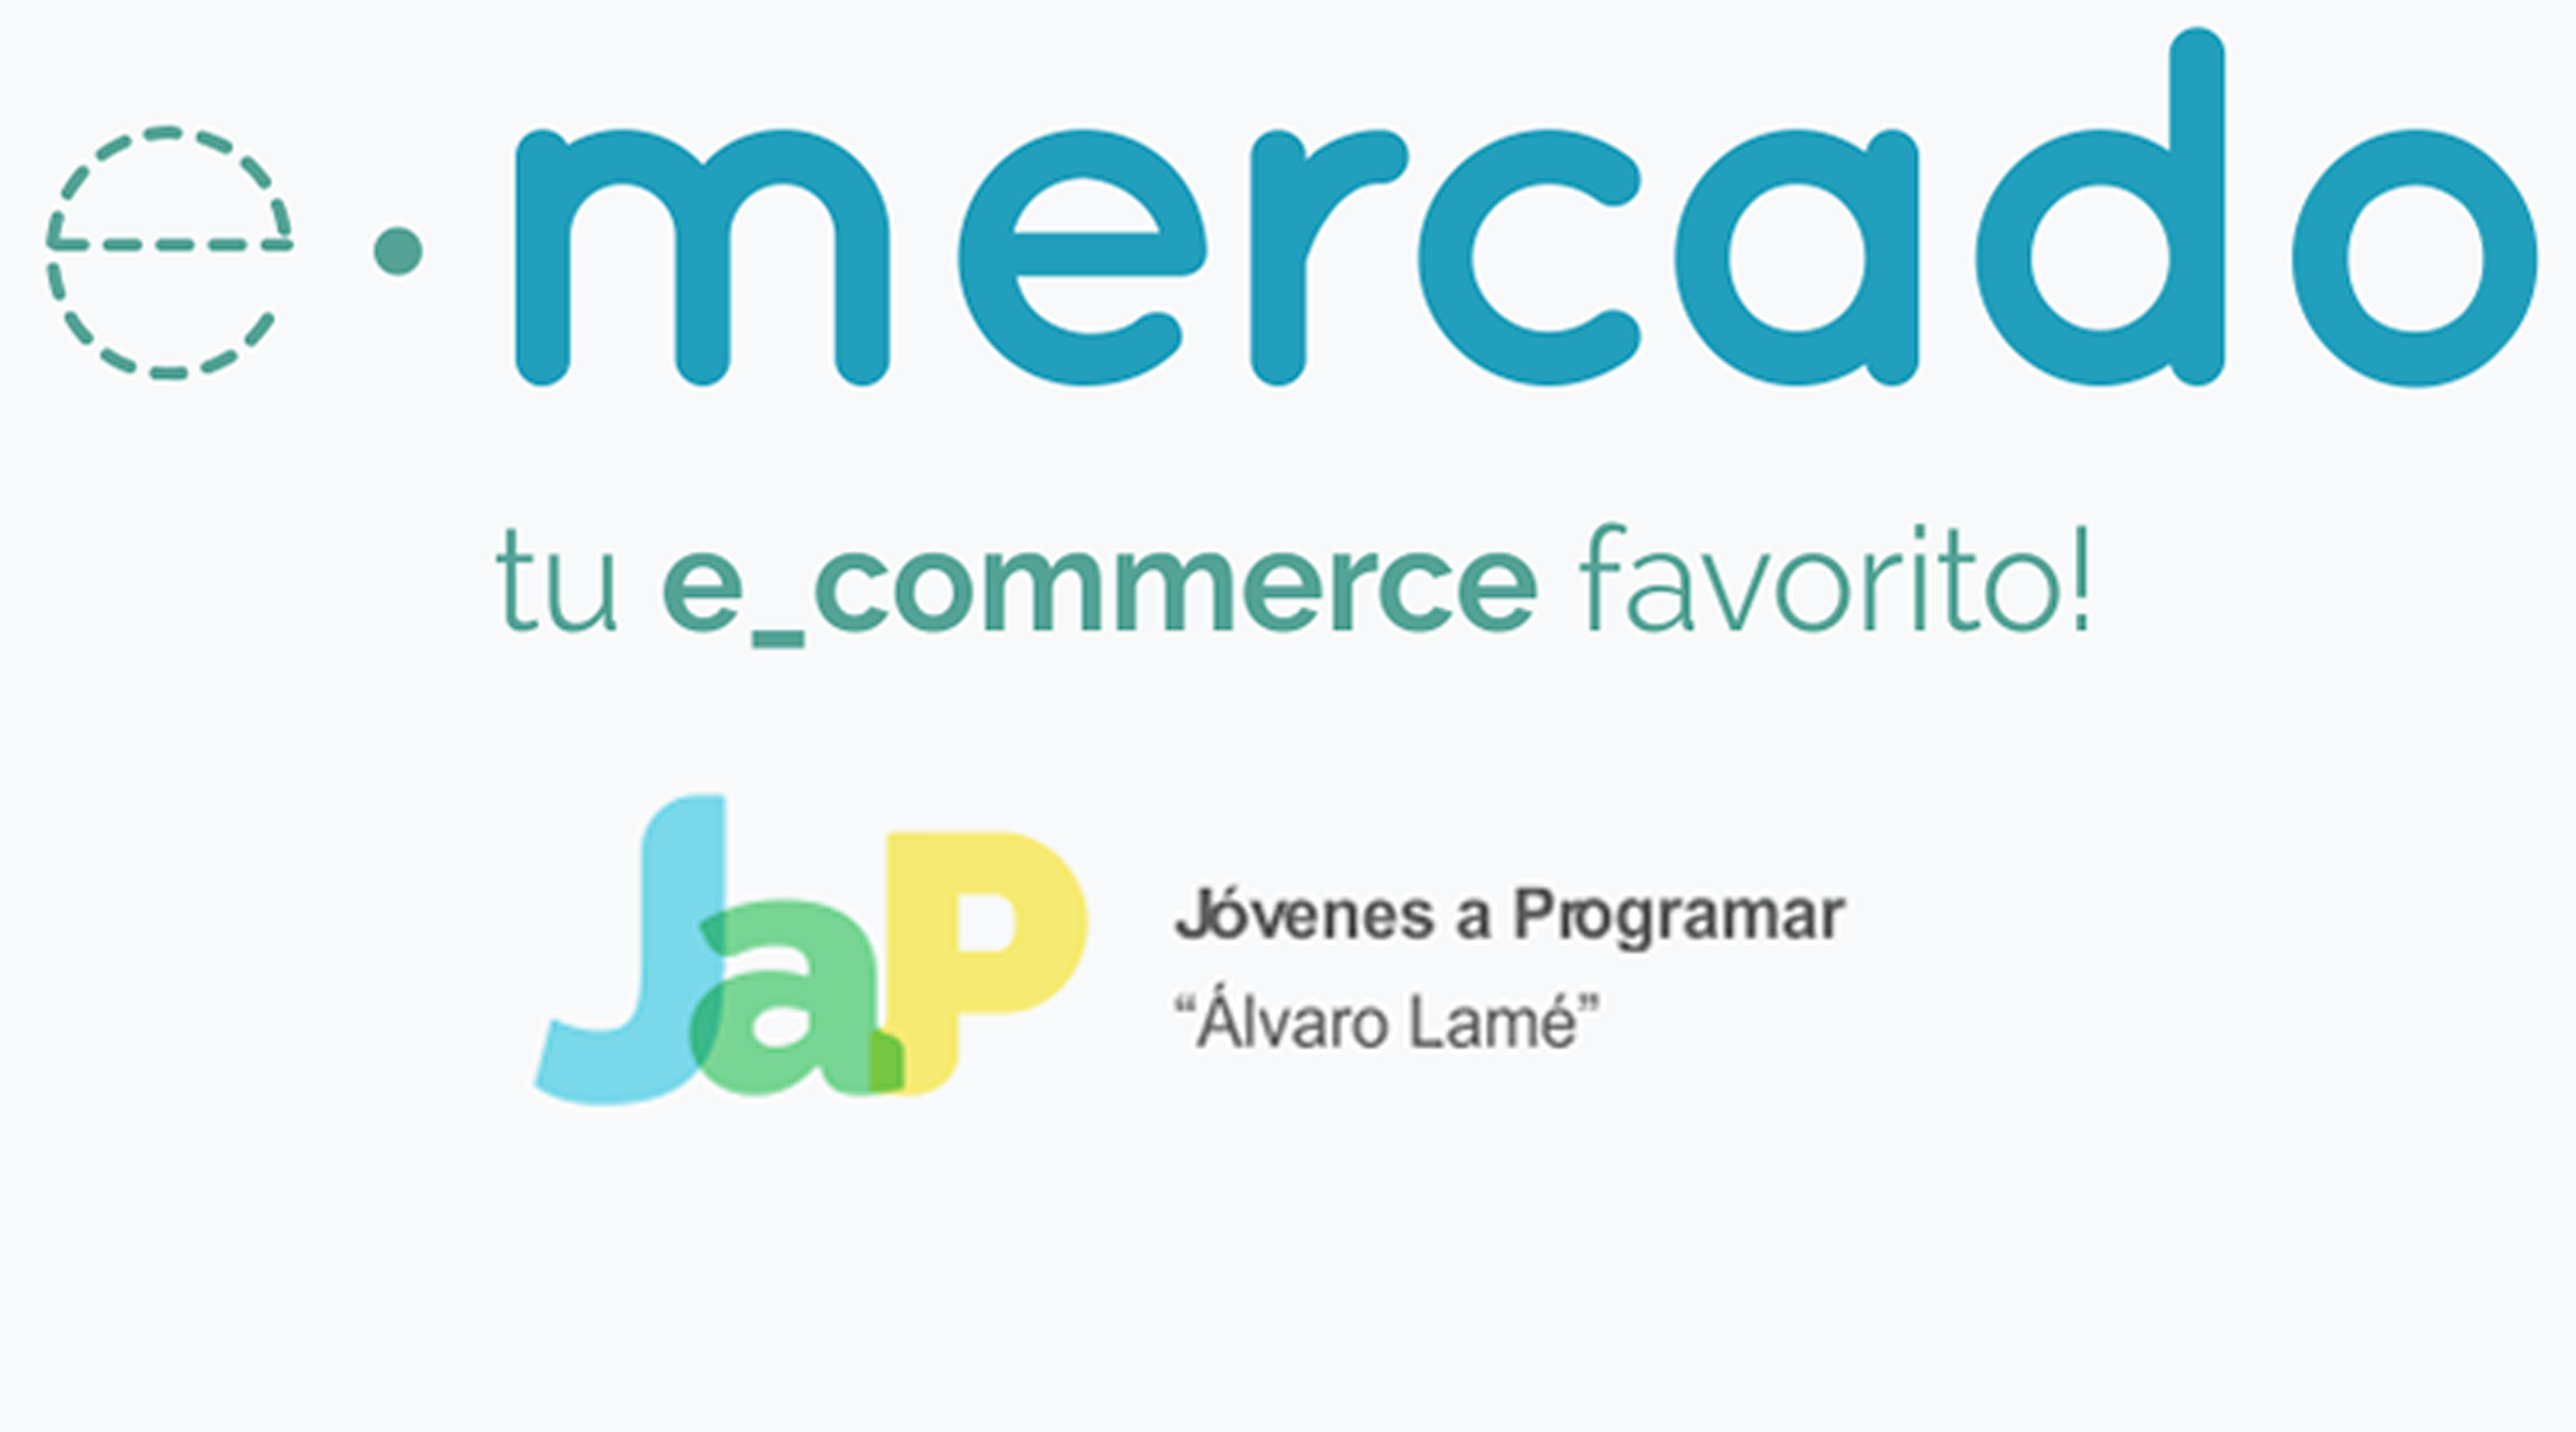 e·mercado
tu e_commerce favorito!
JaP
Jóvenes a Programar
“Álvaro Lamé”